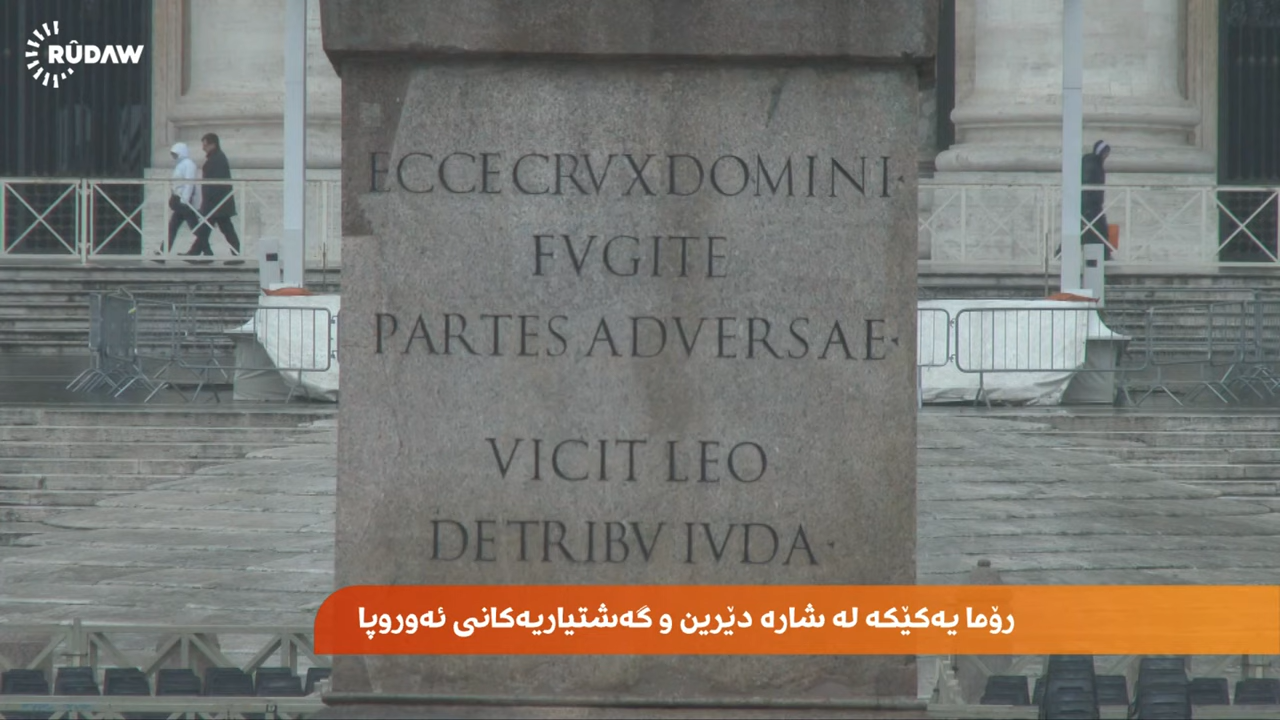 RÛDAW
ECCE CRVX DOMINI·
FVGITE
PARTES ADVERSAE·
VICIT LEO
DE TRIBV IVDA·
رۆما یەکێکە لە شارە دێرین و گەشتیاریەکانی ئەوروپا